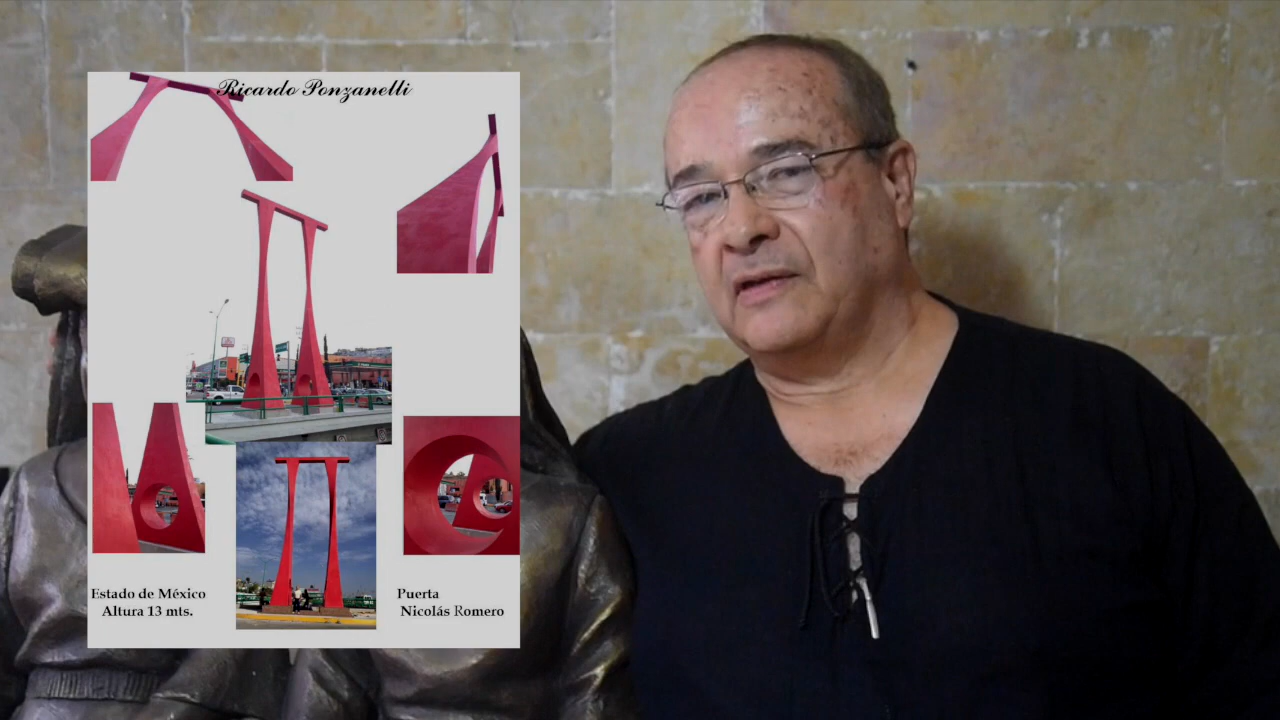 Ricardo Ponzanelli
Estado de México
Altura 13 mts.
Puerta
Nicolás Romero